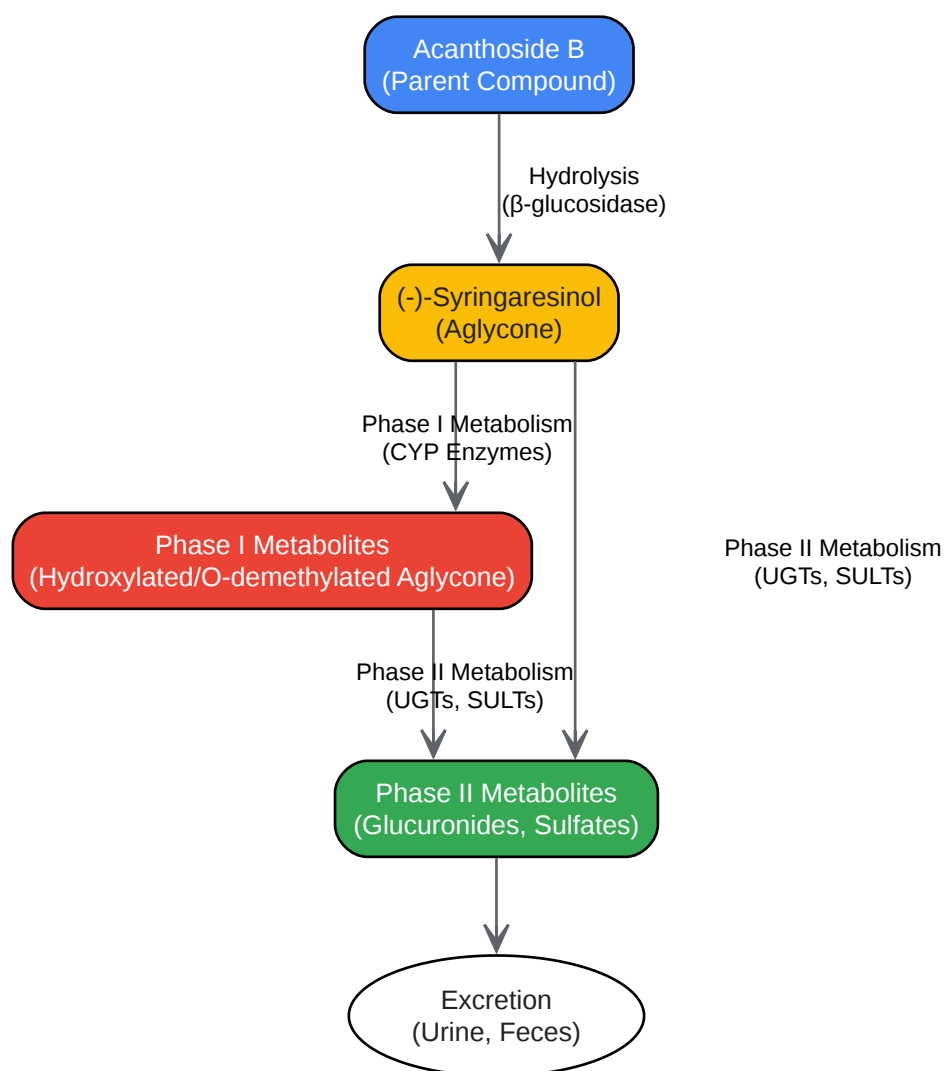 Acanthoside B
(Parent Compound)
Hydrolysis
(β-glucosidase)
(-)-Syringaresinol
(Aglycone)
Phase I Metabolism
(CYP Enzymes)
Phase I Metabolites
(Hydroxylated/O-demethylated Aglycone)
Phase II Metabolism
(UGTs, SULTs)
Phase II Metabolism
(UGTs, SULTs)
Phase II Metabolites
(Glucuronides, Sulfates)
Excretion
(Urine, Feces)